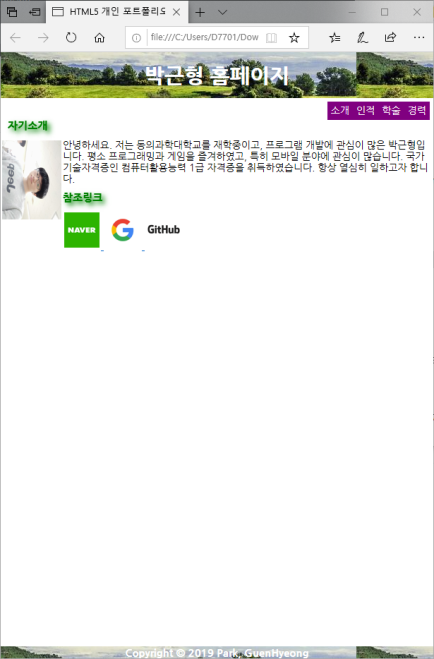 HTML5 개인 포트폴리오
file:///C:/Users/D7701/Dow
박근형 홈페이지
소개 인적 학술 경력
자기소개
안녕하세요. 저는 동의과학대학교를 재학중이고, 프로그램 개발에 관심이 많은 박근형입
니다. 평소 프로그래밍과 게임을 즐겨하였고, 특히 모바일 분야에 관심이 많습니다. 국가
기술자격증인 컴퓨터활용능력 1급 자격증을 취득하였습니다. 항상 열심히 일하고자 합니
다.
참조링크
NAVER
G
GitHub
Copyright © 2019 Park, GuenHyeong